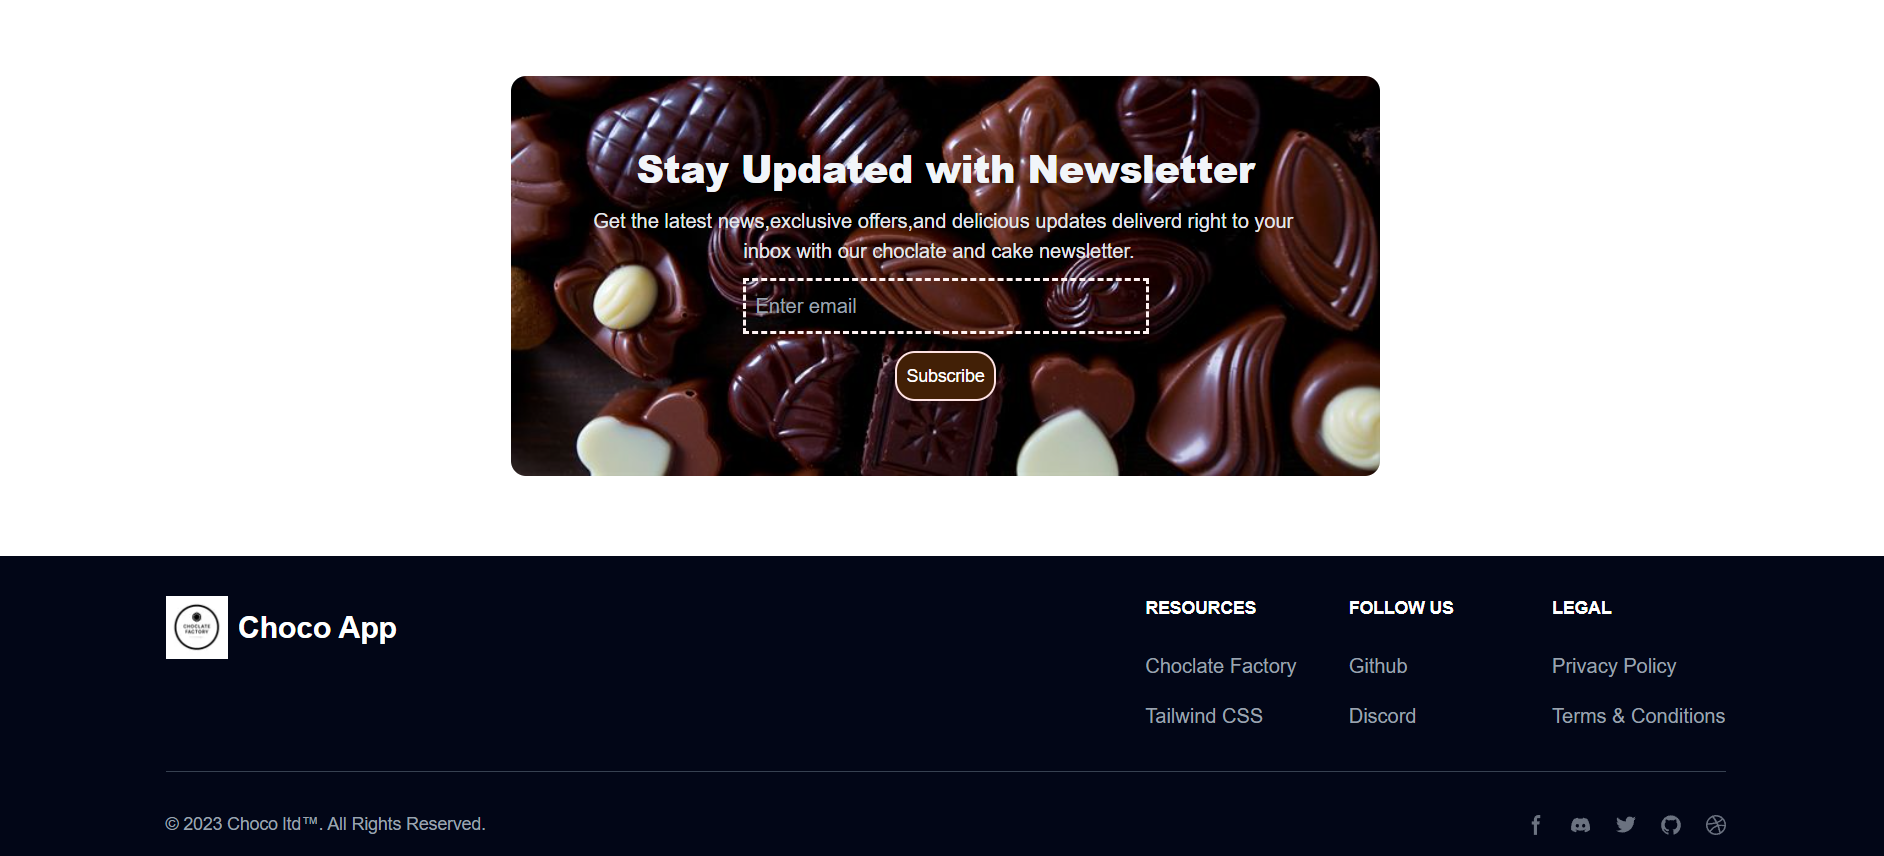 Stay Updated with Newsletter
Get the latest news,exclusive offers,and delicious updates deliverd right to your
inbox with our choclate and cake newsletter.
Enter email
Subscribe
CHOCLATE
FACTORY
Choco App
RESOURCES
Choclate Factory
Tailwind CSS
FOLLOW US
Github
Discord
LEGAL
Privacy Policy
Terms & Conditions
© 2023 Choco ltd™. All Rights Reserved.